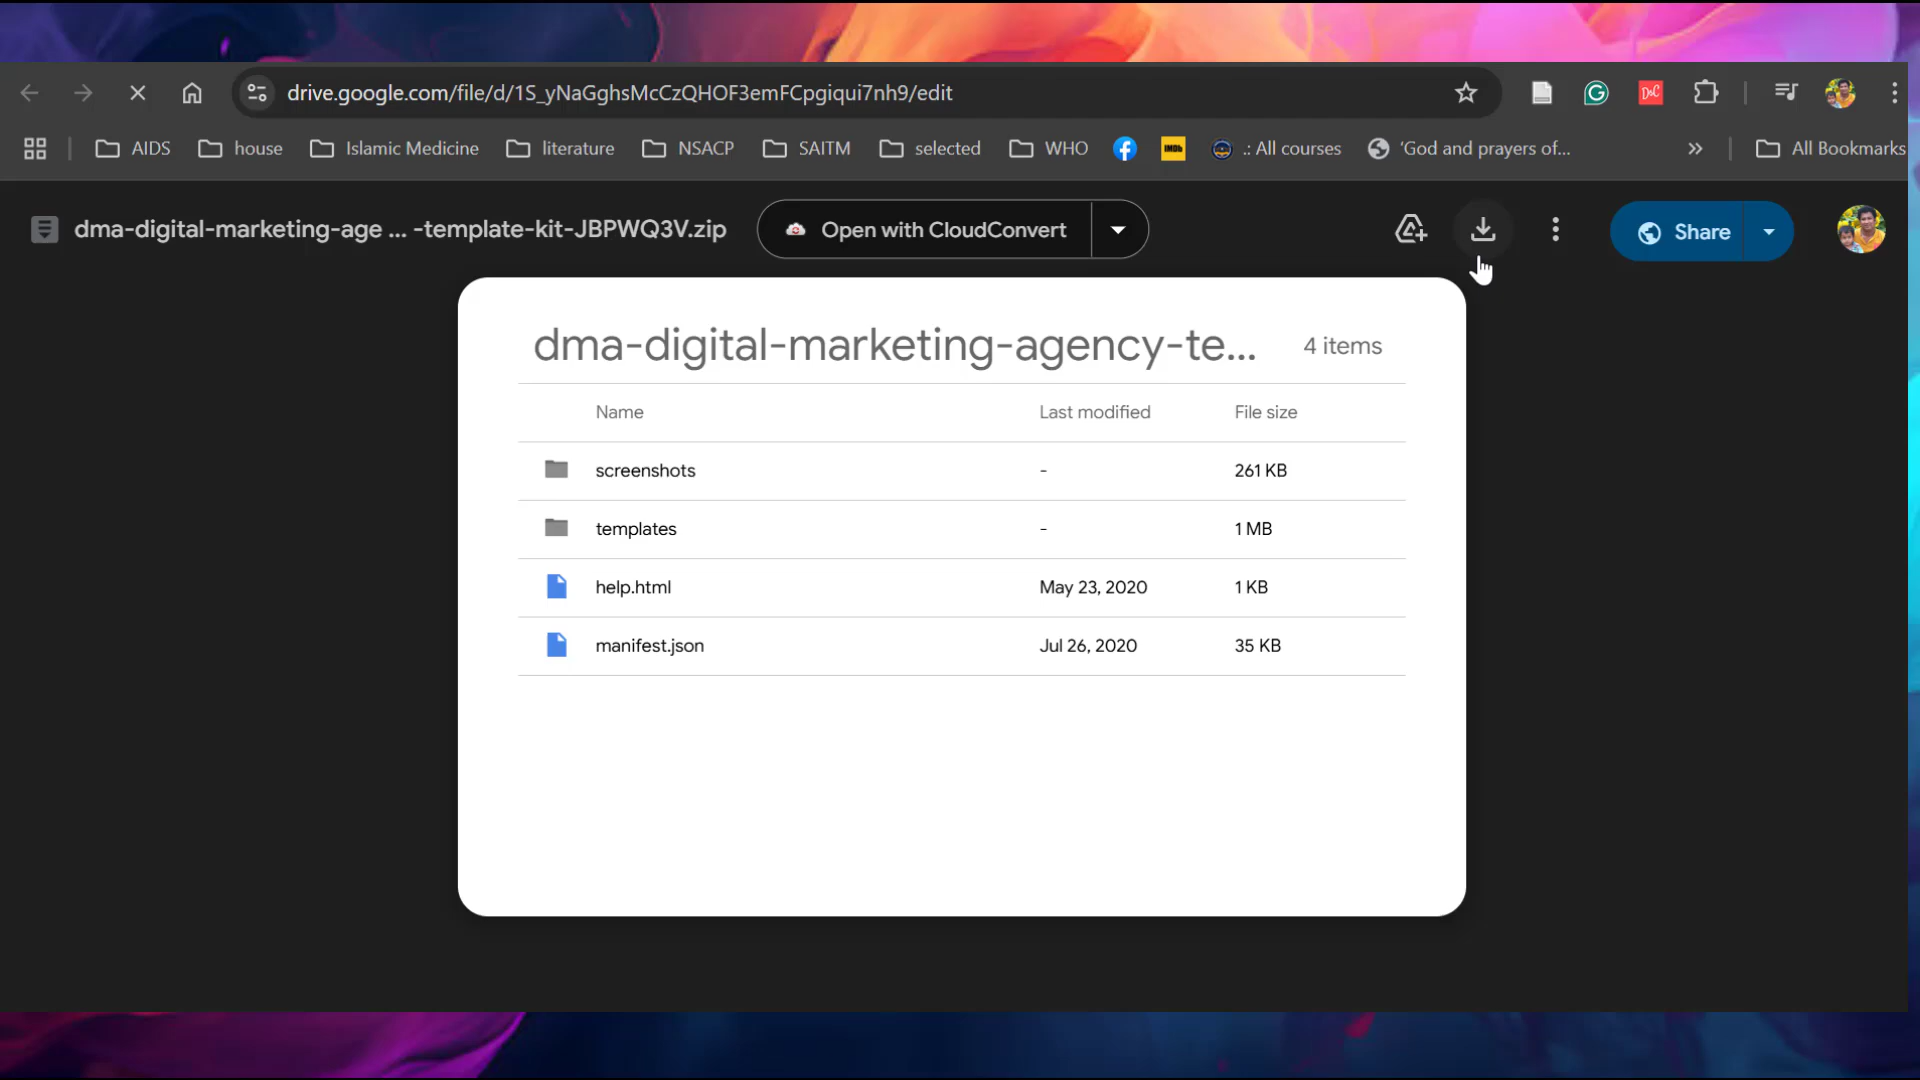 drive.google.com/file/d/1S_yNaGghsMcCzQHOF3emFCpgiqui7nh9/edit
AIDS house Islamic Medicine literature NSACP SAITM selected WHO IMDb .: All courses 'God and prayers of... » All Bookmarks
dma-digital-marketing-age ... -template-kit-JBPWQ3V.zip Open with CloudConvert Share
dma-digital-marketing-agency-te... 4 items
Name Last modified File size
screenshots - 261 KB
templates - 1 MB
help.html May 23, 2020 1 KB
manifest.json Jul 26, 2020 35 KB